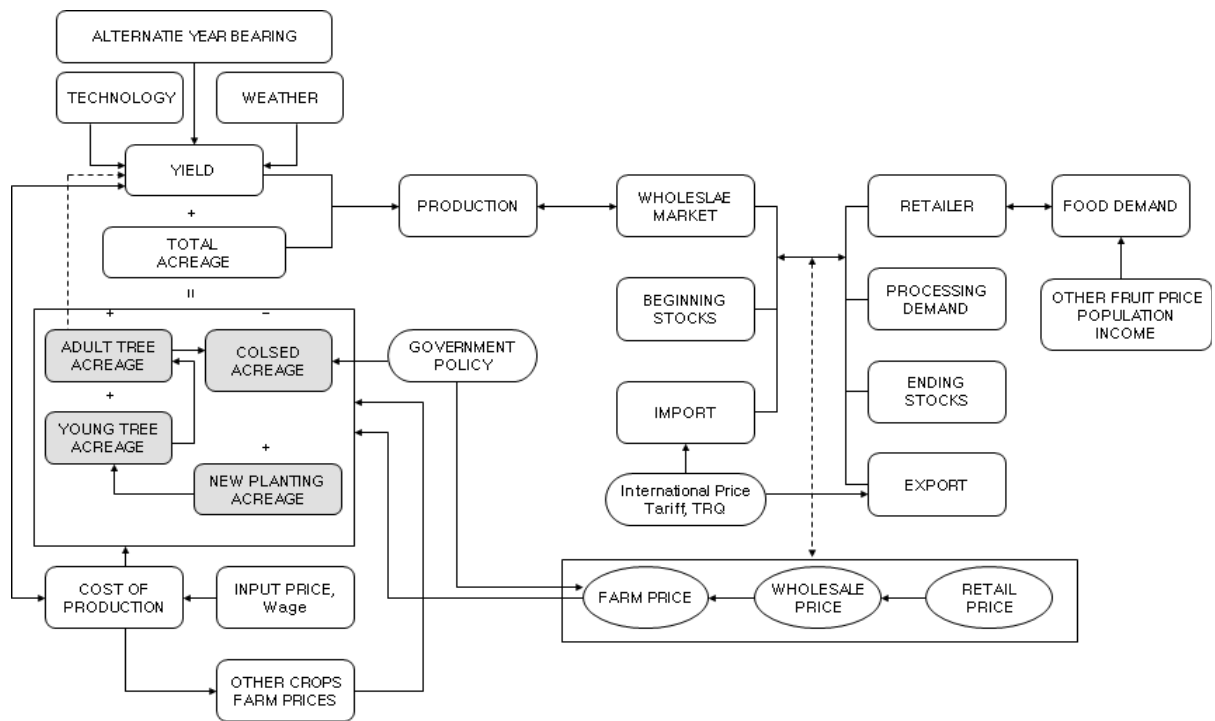 ALTERNATIE YEAR BEARING
TECHNOLOGY
WEATHER
YIELD
+
TOTAL
ACREAGE
=
PRODUCTION
WHOLESLAE
MARKET
RETAILER
FOOD DEMAND
BEGINNING
STOCKS
PROCESSING
DEMAND
OTHER FRUIT PRICE
POPULATION
INCOME
+
−
ADULT TREE
ACREAGE
COLSED
ACREAGE
GOVERNMENT
POLICY
+
YOUNG TREE
ACREAGE
+
NEW PLANTING
ACREAGE
IMPORT
ENDING
STOCKS
International Price
Tariff, TRQ
EXPORT
COST OF
PRODUCTION
INPUT PRICE,
Wage
FARM PRICE
WHOLESALE
PRICE
RETAIL
PRICE
OTHER CROPS
FARM PRICES